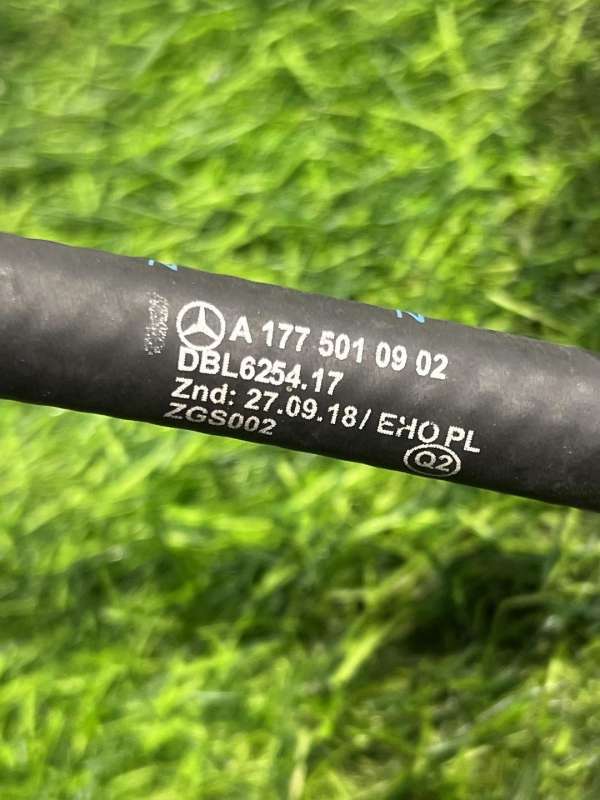 A 177 501 09 02
DBL6254.17
Znd: 27.09.18/ EHO PL
ZGS002
Q2